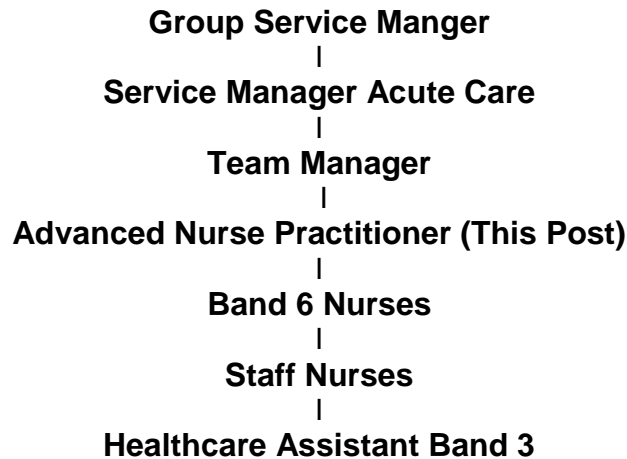 Group Service Manger
Service Manager Acute Care
Team Manager
Advanced Nurse Practitioner (This Post)
Band 6 Nurses
Staff Nurses
Healthcare Assistant Band 3